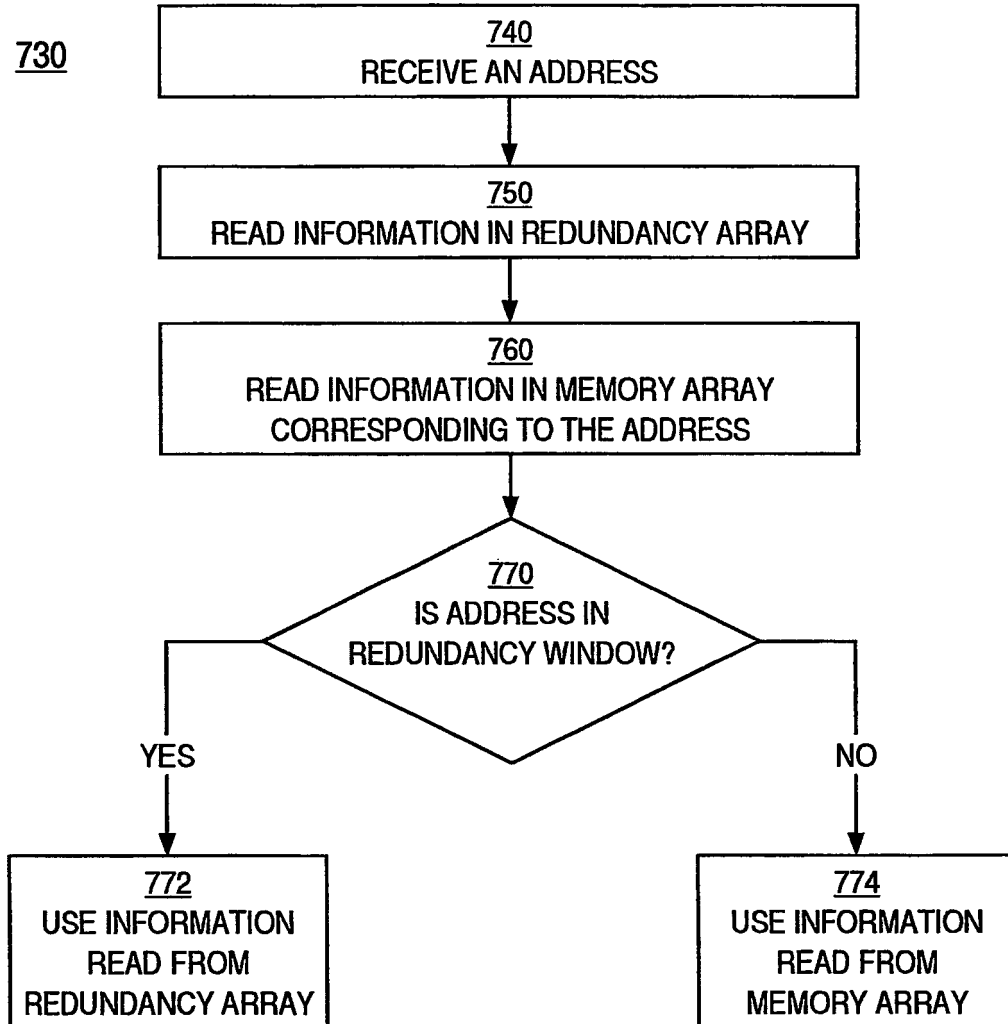 730
740
RECEIVE AN ADDRESS
750
READ INFORMATION IN REDUNDANCY ARRAY
760
READ INFORMATION IN MEMORY ARRAY
CORRESPONDING TO THE ADDRESS
770
IS ADDRESS IN
REDUNDANCY WINDOW?
YES
NO
772
USE INFORMATION
READ FROM
REDUNDANCY ARRAY
774
USE INFORMATION
READ FROM
MEMORY ARRAY